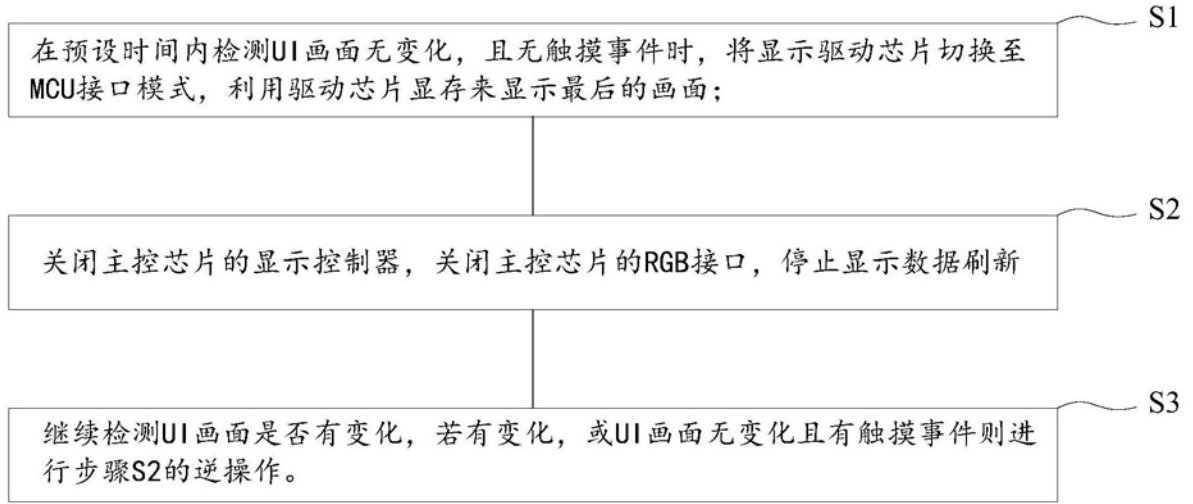 S1
在预设时间内检测UI画面无变化，且无触摸事件时，将显示驱动芯片切换至
MCU接口模式，利用驱动芯片显存来显示最后的画面；
S2
关闭主控芯片的显示控制器，关闭主控芯片的RGB接口，停止显示数据刷新
S3
继续检测UI画面是否有变化，若有变化，或UI画面无变化且有触摸事件则进
行步骤S2的逆操作。